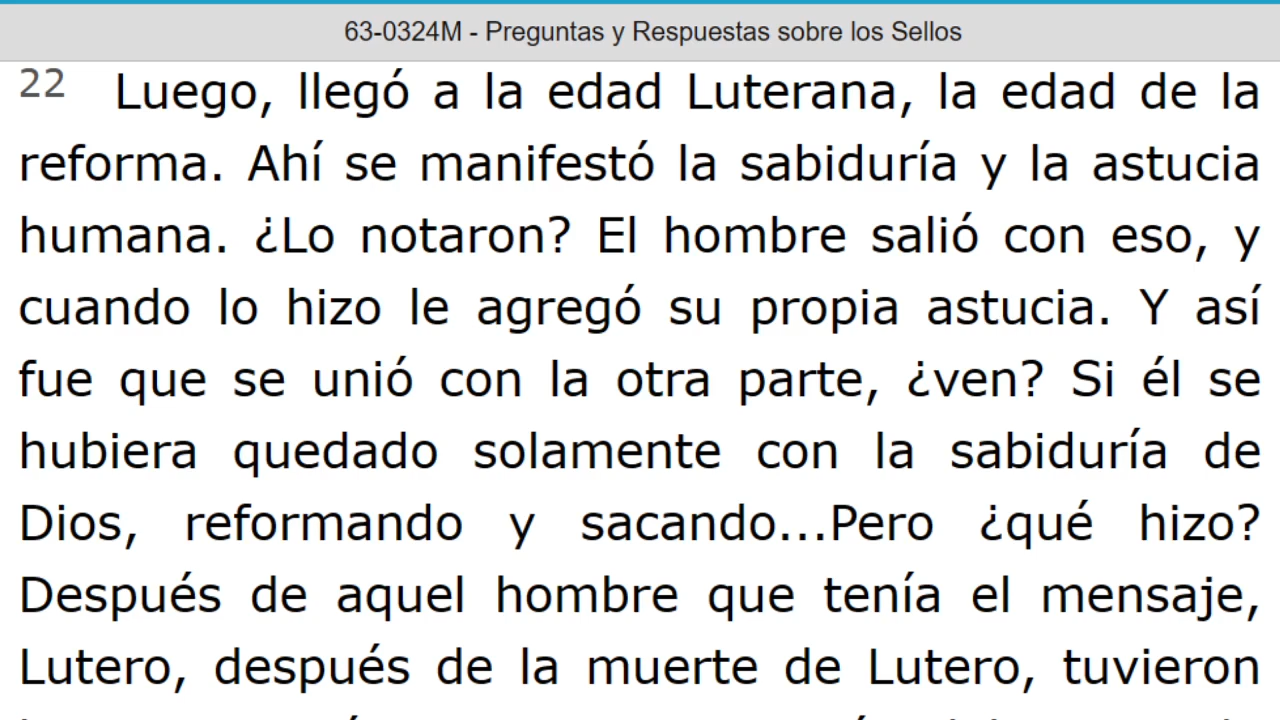 63-0324M - Preguntas y Respuestas sobre los Sellos
22 Luego, llegó a la edad Luterana, la edad de la
reforma. Ahí se manifestó la sabiduría y la astucia
humana. ¿Lo notaron? El hombre salió con eso, y
cuando lo hizo le agregó su propia astucia. Y así
fue que se unió con la otra parte, ¿ven? Si él se
hubiera quedado solamente con la sabiduría de
Dios, reformando y sacando...Pero ¿qué hizo?
Después de aquel hombre que tenía el mensaje,
Lutero, después de la muerte de Lutero, tuvieron